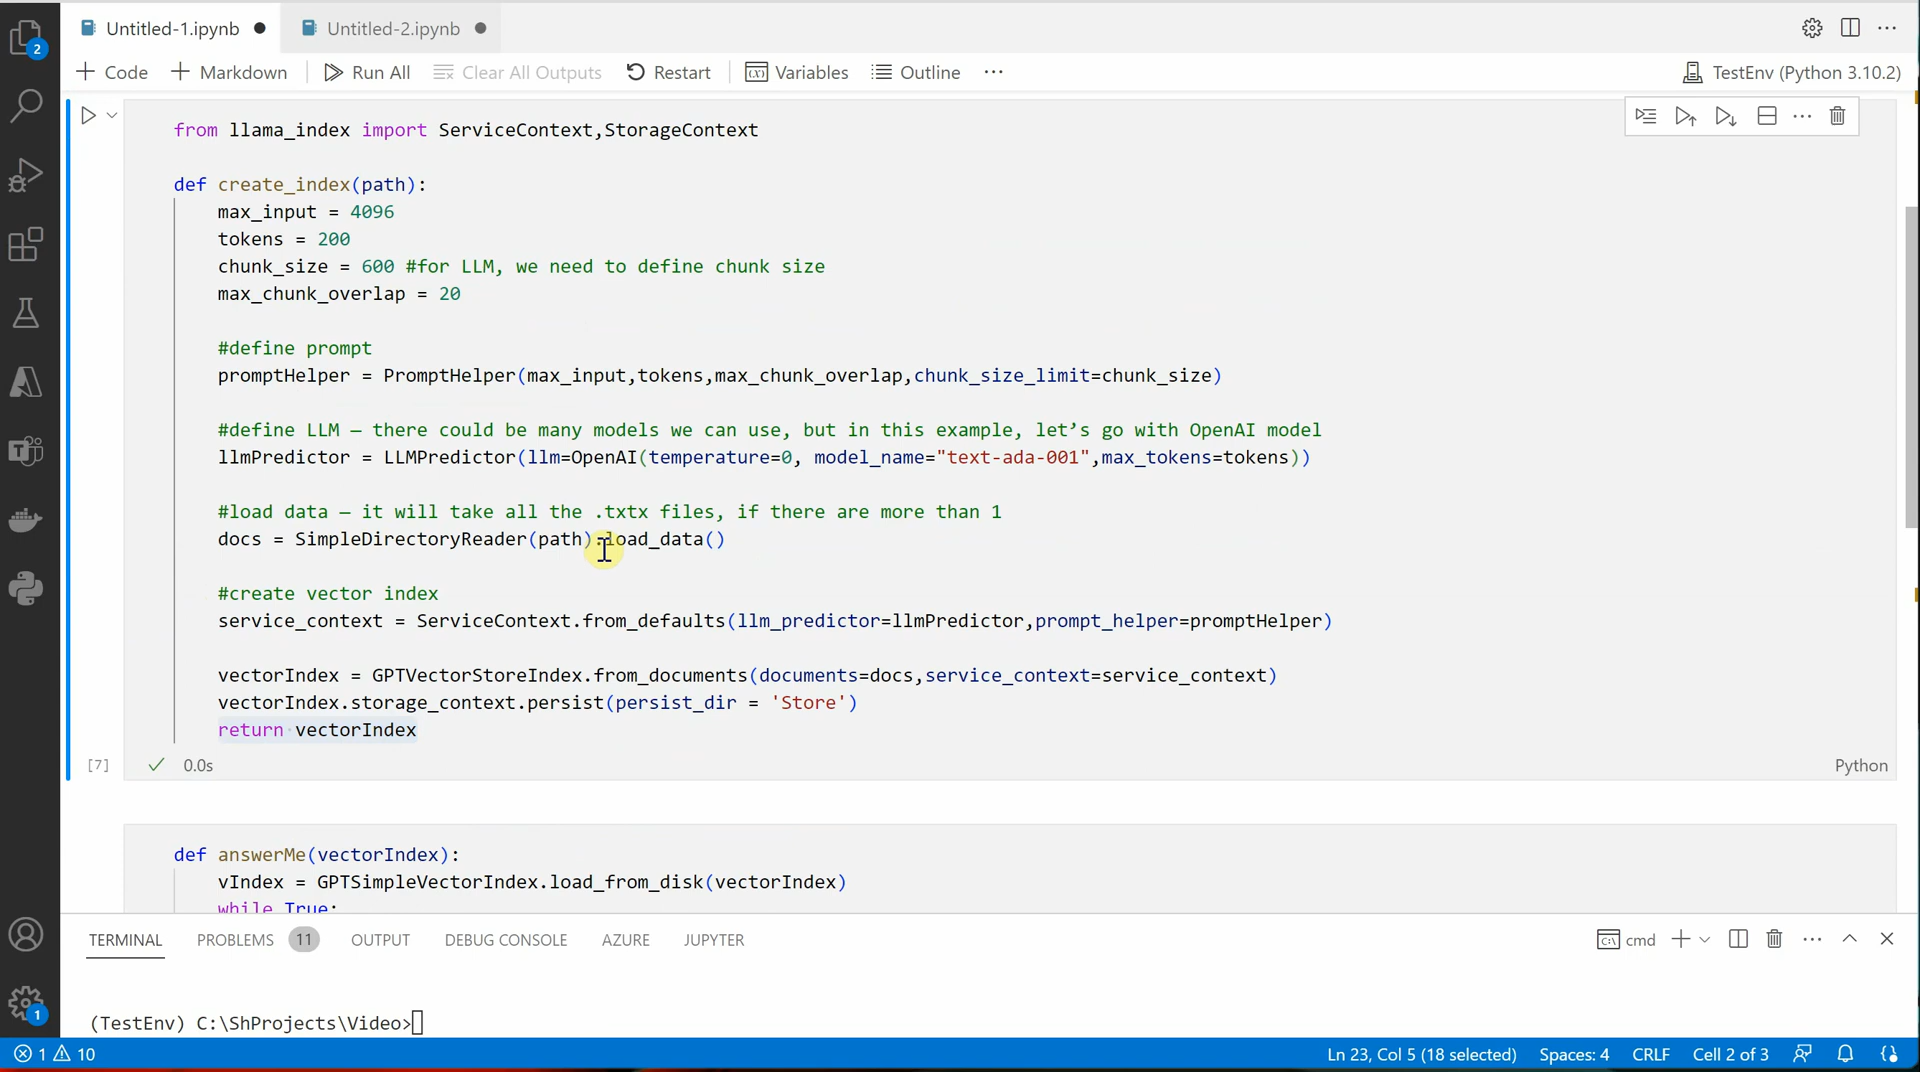 Untitled-1.ipynb
Untitled-2.ipynb
Code
Markdown
Run All
Clear All Outputs
Restart
Variables
Outline
TestEnv (Python 3.10.2)
2
from llama_index import ServiceContext,StorageContext
def create_index(path):
max_input = 4096
tokens = 200
chunk_size = 600 #for LLM, we need to define chunk size
max_chunk_overlap = 20
#define prompt
promptHelper = PromptHelper(max_input,tokens,max_chunk_overlap,chunk_size_limit=chunk_size)
#define LLM — there could be many models we can use, but in this example, let’s go with OpenAI model
llmPredictor = LLMPredictor(llm=OpenAI(temperature=0, model_name="text-ada-001",max_tokens=tokens))
#load data — it will take all the .txtx files, if there are more than 1
docs = SimpleDirectoryReader(path).load_data()
#create vector index
service_context = ServiceContext.from_defaults(llm_predictor=llmPredictor,prompt_helper=promptHelper)
vectorIndex = GPTVectorStoreIndex.from_documents(documents=docs,service_context=service_context)
vectorIndex.storage_context.persist(persist_dir = 'Store')
return vectorIndex
[7]
0.0s
Python
def answerMe(vectorIndex):
vIndex = GPTSimpleVectorIndex.load_from_disk(vectorIndex)
while True:
TERMINAL
PROBLEMS 11
OUTPUT
DEBUG CONSOLE
AZURE
JUPYTER
cmd
(TestEnv) C:\ShProjects\Video>
1
1 10
Ln 23, Col 5 (18 selected)
Spaces: 4
CRLF
Cell 2 of 3